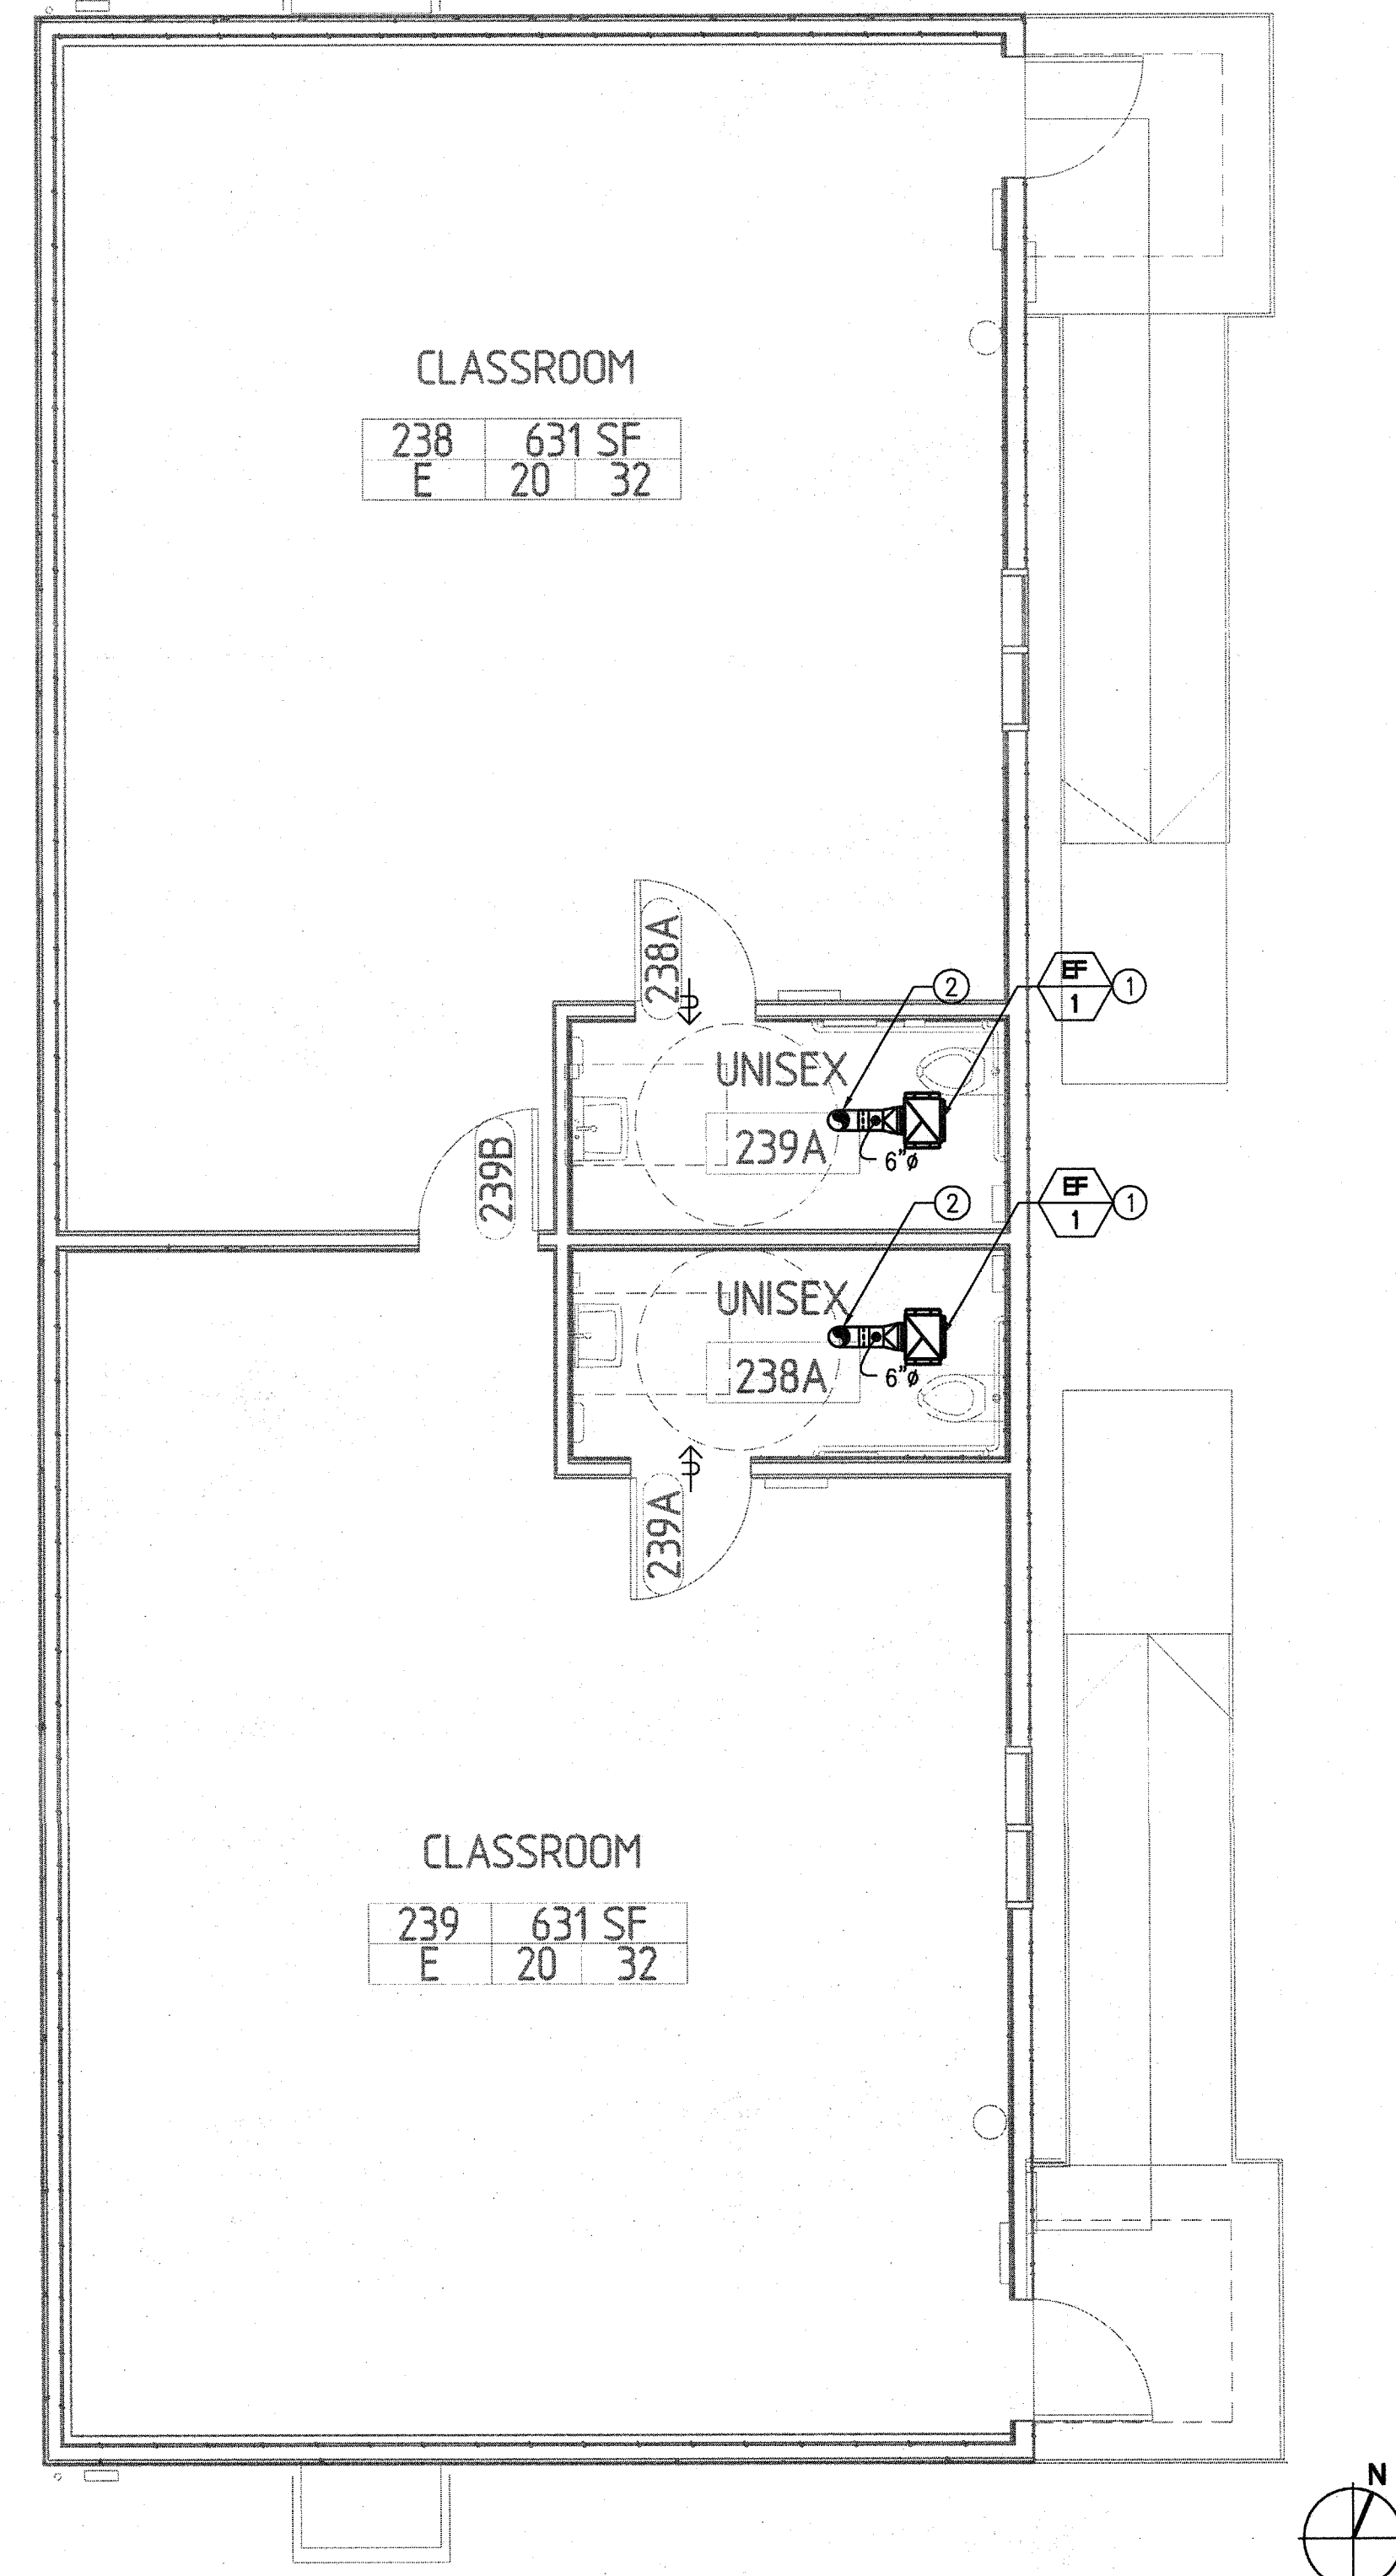 CLASSROOM
238 631 SF
E 20 32
238A
2
EF
1
1
UNISEX
239A
6"ø
239B
2
EF
1
1
UNISEX
238A
6"ø
239A
CLASSROOM
239 631 SF
E 20 32
N